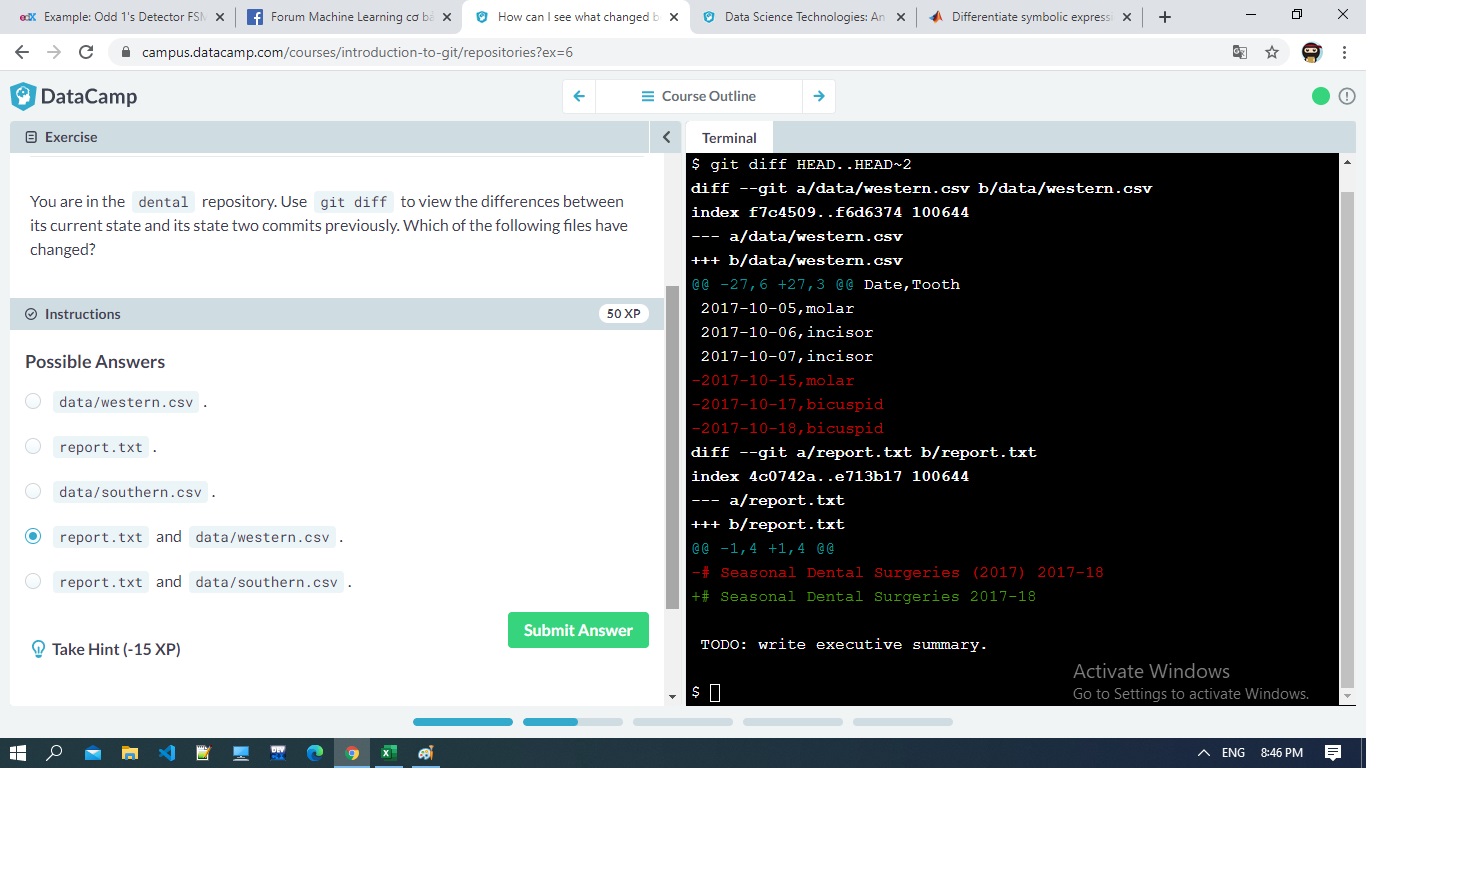 Example: Odd 1's Detector FSM
Forum Machine Learning cơ bả
How can I see what changed b
Data Science Technologies: An
Differentiate symbolic expressi
campus.datacamp.com/courses/introduction-to-git/repositories?ex=6
DataCamp
Course Outline
Exercise
You are in the dental repository. Use git diff to view the differences between
its current state and its state two commits previously. Which of the following files have
changed?
Instructions
50 XP
Possible Answers
data/western.csv .
report.txt .
data/southern.csv .
report.txt and data/western.csv .
report.txt and data/southern.csv .
Submit Answer
Take Hint (-15 XP)
Terminal
$ git diff HEAD..HEAD~2
diff --git a/data/western.csv b/data/western.csv
index f7c4509..f6d6374 100644
--- a/data/western.csv
+++ b/data/western.csv
@@ -27,6 +27,3 @@ Date,Tooth
2017-10-05,molar
2017-10-06,incisor
2017-10-07,incisor
-2017-10-15,molar
-2017-10-17,bicuspid
-2017-10-18,bicuspid
diff --git a/report.txt b/report.txt
index 4c0742a..e713b17 100644
--- a/report.txt
+++ b/report.txt
@@ -1,4 +1,4 @@
-# Seasonal Dental Surgeries (2017) 2017-18
+# Seasonal Dental Surgeries 2017-18
TODO: write executive summary.
$
Activate Windows
Go to Settings to activate Windows.
ENG
8:46 PM